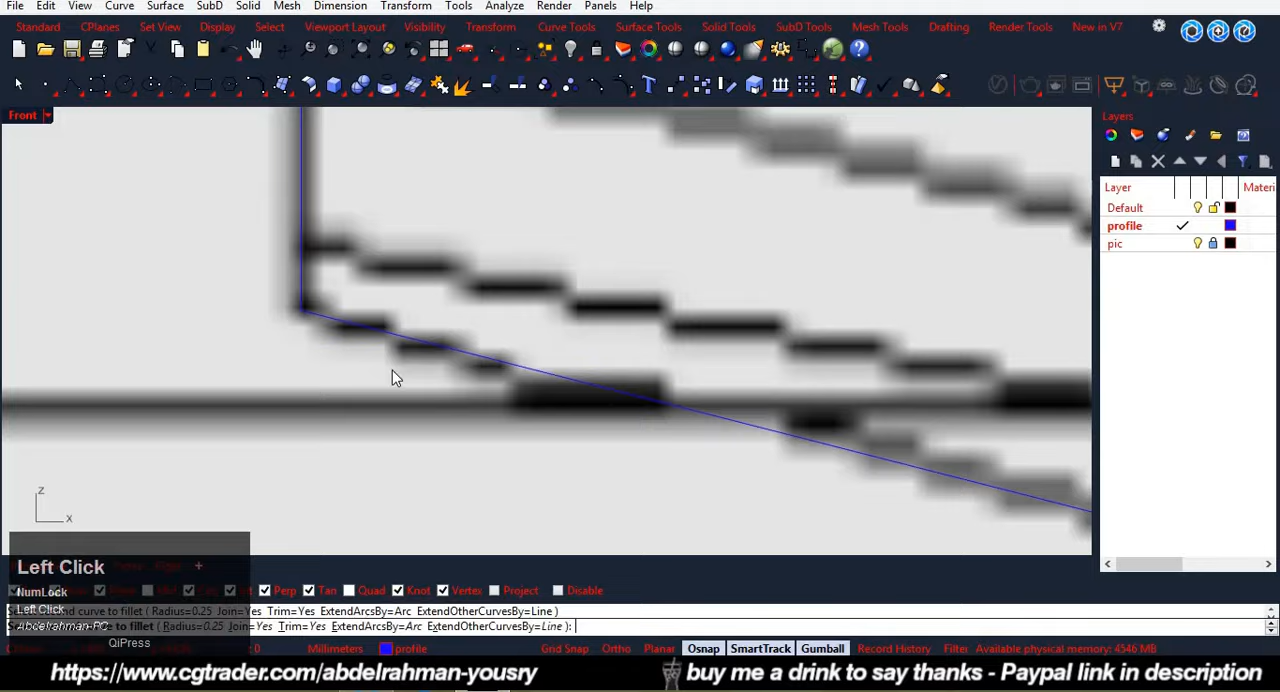 File Edit View Curve Surface SubD Solid Mesh Dimension Transform Tools Analyze Render Panels Help
Standard CPlanes Set View Display Select Viewport Layout Visibility Transform Curve Tools Surface Tools Solid Tools SubD Tools Mesh Tools Drafting Render Tools New in V7
Front
Layers
Layer Materi
Default
profile
pic
z
x
Left Click
NumLock
Left Click
Abdelrahman-PC
QiPress
Perp Tan Quad Knot Vertex Project Disable
curve to fillet ( Radius=0.25 Join=Yes Trim=Yes ExtendArcsBy=Arc ExtendOtherCurvesBy=Line )
to fillet ( Radius=0.25 Join=Yes Trim=Yes ExtendArcsBy=Arc ExtendOtherCurvesBy=Line ):
0 Millimeters profile Gnd Snap Ortho Planar Osnap SmartTrack Gumball Record History Filter Available physical memory: 4546 MB
https://www.cgtrader.com/abdelrahman-yousry buy me a drink to say thanks - Paypal link in description